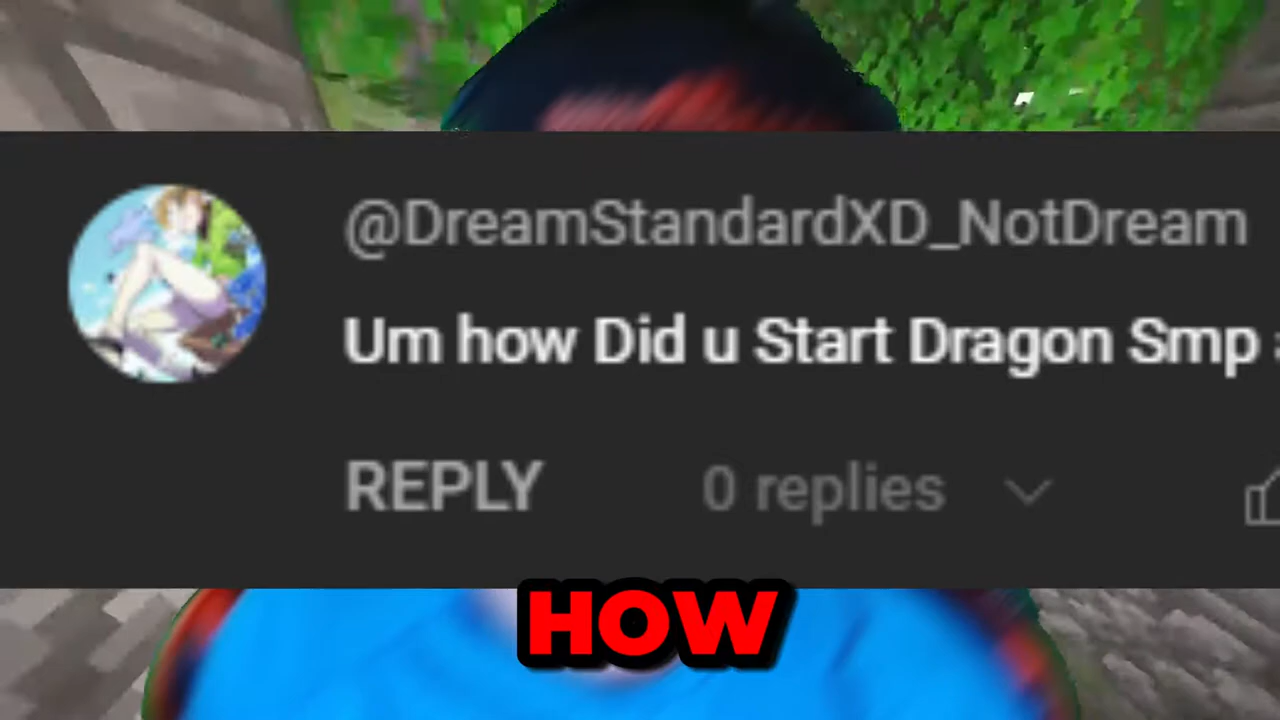 @DreamStandardXD_NotDream
Um how Did u Start Dragon Smp
REPLY
0 replies
HOW